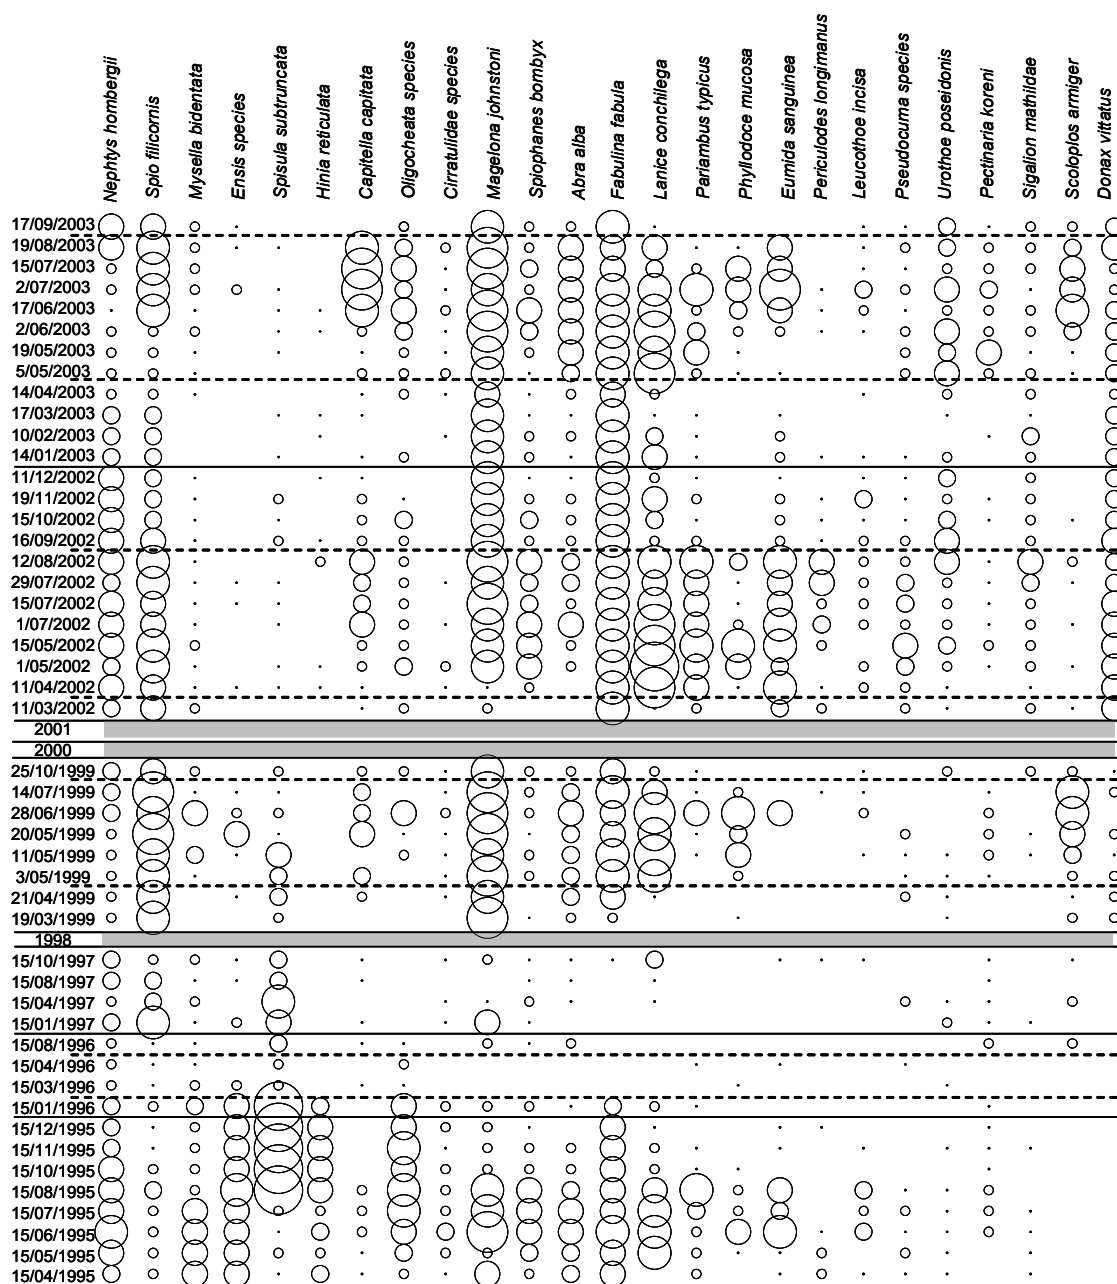 Nephtys hombergii
Spio filicornis
Mysella bidentata
Ensis species
Spisula subtruncata
Hinia reticulata
Capitella capitata
Oligocheata species
Cirratulidae species
Magelona johnstoni
Spiophanes bombyx
Abra alba
Fabulina fabula
Lanice conchilega
Pariambus typicus
Phyllodoce mucosa
Eumida sanguinea
Periculodes longimanus
Leucothoe incisa
Pseudocuma species
Urothoe poseidonis
Pectinaria koreni
Sigalion mathildae
Scoloplos armiger
Donax vittatus
17/09/2003
19/08/2003
15/07/2003
2/07/2003
17/06/2003
2/06/2003
19/05/2003
5/05/2003
14/04/2003
17/03/2003
10/02/2003
14/01/2003
11/12/2002
19/11/2002
15/10/2002
16/09/2002
12/08/2002
29/07/2002
15/07/2002
1/07/2002
15/05/2002
1/05/2002
11/04/2002
11/03/2002
2001
2000
25/10/1999
14/07/1999
28/06/1999
20/05/1999
11/05/1999
3/05/1999
21/04/1999
19/03/1999
1998
15/10/1997
15/08/1997
15/04/1997
15/01/1997
15/08/1996
15/04/1996
15/03/1996
15/01/1996
15/12/1995
15/11/1995
15/10/1995
15/08/1995
15/07/1995
15/06/1995
15/05/1995
15/04/1995